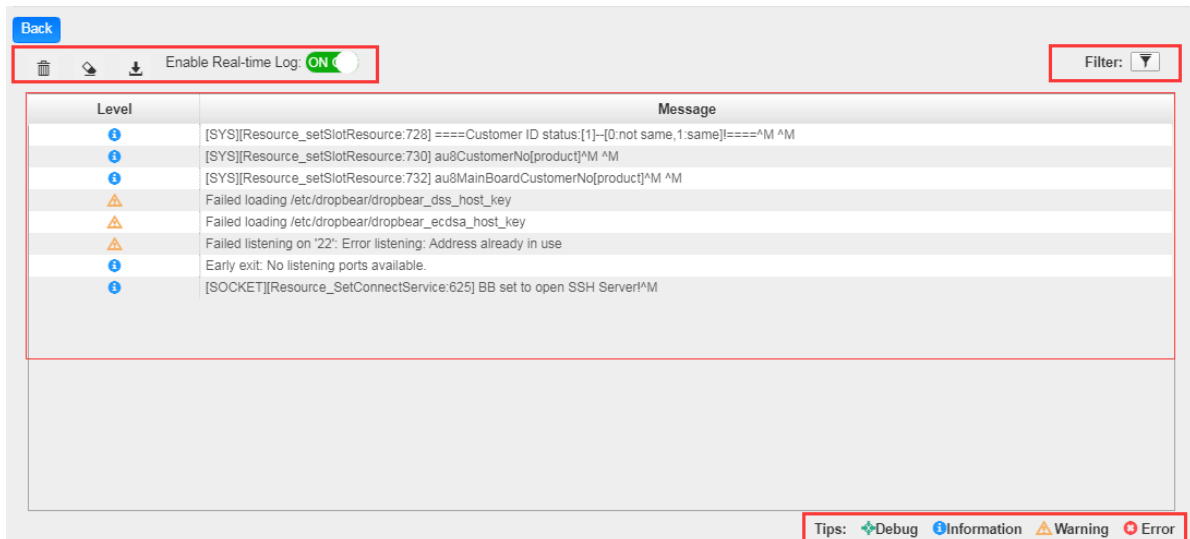 Back
Enable Real-time Log: ON
Filter:
Level Message
[SYS][Resource_setSlotResource:728] ====Customer ID status:[1]--[0:not same,1:same]!====^M ^M
[SYS][Resource_setSlotResource:730] au8CustomerNo[product]^M ^M
[SYS][Resource_setSlotResource:732] au8MainBoardCustomerNo[product]^M ^M
Failed loading /etc/dropbear/dropbear_dss_host_key
Failed loading /etc/dropbear/dropbear_ecdsa_host_key
Failed listening on '22': Error listening: Address already in use
Early exit: No listening ports available.
[SOCKET][Resource_SetConnectService:625] BB set to open SSH Server!^M
Tips: Debug Information Warning Error